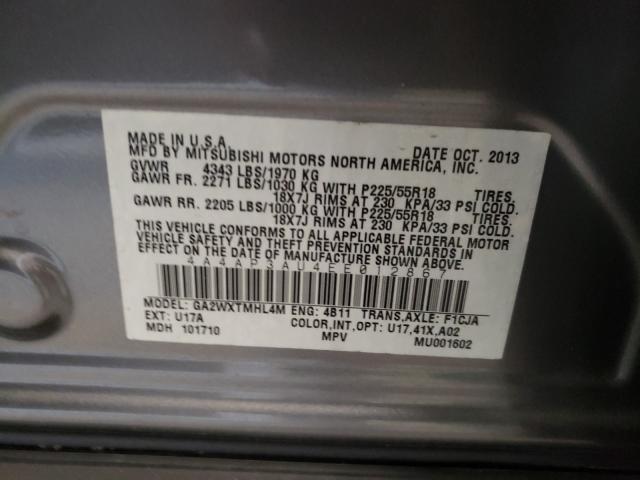 MADE IN U.S.A. DATE OCT. 2013
MFD BY MITSUBISHI MOTORS NORTH AMERICA, INC.
GVWR 4343 LBS/1970 KG
GAWR FR. 2271 LBS/1030 KG WITH P225/55R18 TIRES.
18X7J RIMS AT 230 KPA/33 PSI COLD.
GAWR RR. 2205 LBS/1000 KG WITH P225/55R18 TIRES.
18X7J RIMS AT 230 KPA/33 PSI COLD.
THIS VEHICLE CONFORMS TO ALL APPLICABLE FEDERAL MOTOR
VEHICLE SAFETY AND THEFT PREVENTION STANDARDS IN
EFFECT ON THE DATE OF MANUFACTURE SHOWN ABOVE.
4A4AP3AU4EE012867
MODEL: GA2WXTMHL4M ENG: 4B11 TRANS,AXLE: F1CJA
EXT: U17A COLOR,INT,OPT: U17,41X,A02
MDH 101710 MPV MU001602